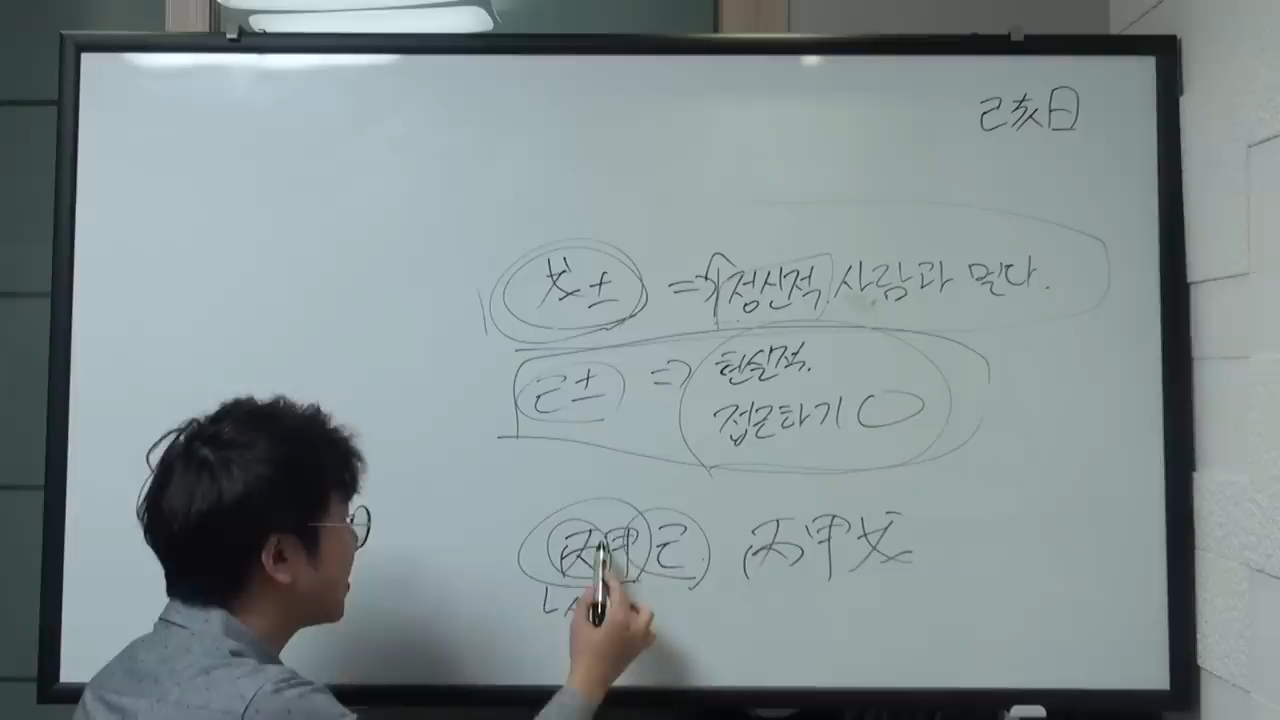 己亥日
戊土 => 정신적 사람과 멀다.
己土 => 현실적.
접근하기 ○
丙甲己 丙甲戊